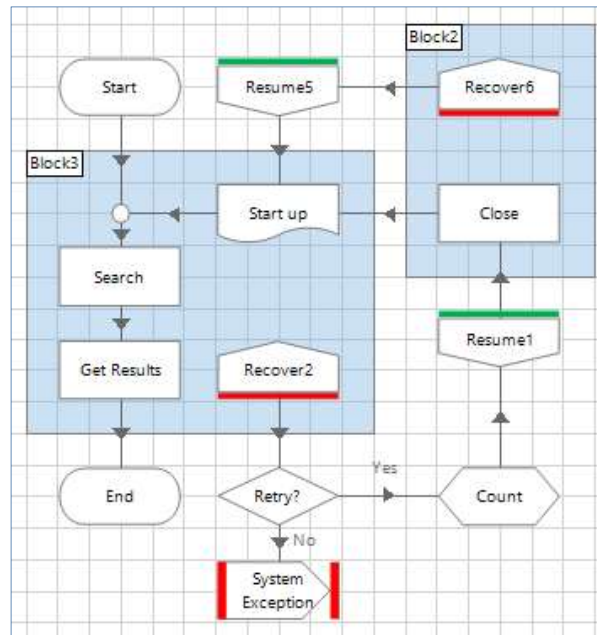 Block2
Start
Resume5
Recover6
Block3
Start up
Close
Search
Resume1
Get Results
Recover2
Yes
End
Retry?
Count
No
System
Exception